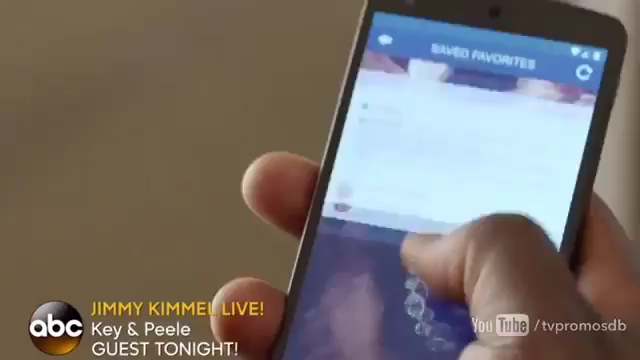 SAVED FAVORITES
abc
JIMMY KIMMEL LIVE!
Key & Peele
GUEST TONIGHT!
YouTube /tvpromosdb